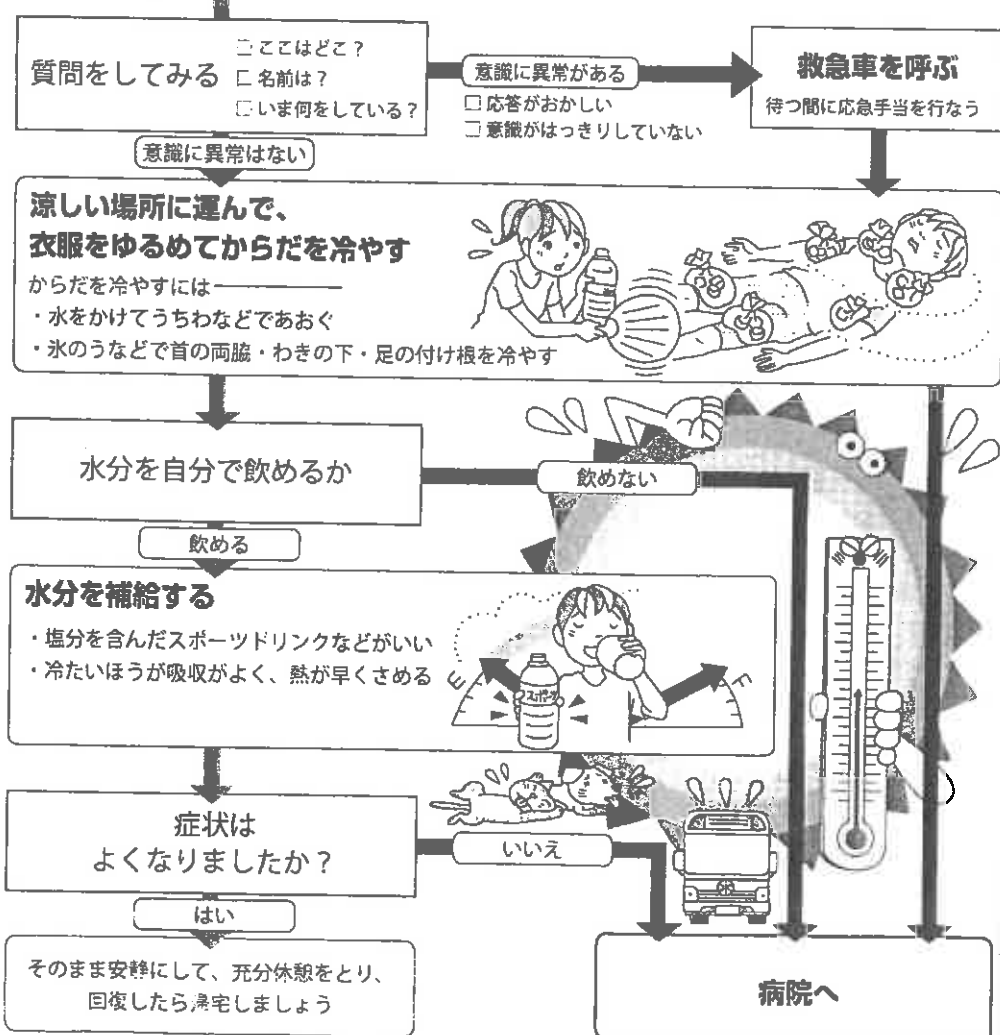 質問をしてみる
□ ここはどこ？
□ 名前は？
□ いま何をしている？
意識に異常がある
□ 応答がおかしい
□ 意識がはっきりしていない
救急車を呼ぶ
待つ間に応急手当を行なう
意識に異常はない
涼しい場所に運んで、
衣服をゆるめてからだを冷やす
からだを冷やすには
・水をかけてうちわなどであおぐ
・氷のうなどで首の両脇・わきの下・足の付け根を冷やす
水分を自分で飲めるか
飲めない
飲める
水分を補給する
・塩分を含んだスポーツドリンクなどがいい
・冷たいほうが吸収がよく、熱が早くさめる
E
スポーツ
F
症状は
よくなりましたか？
いいえ
はい
そのまま安静にして、充分休憩をとり、
回復したら帰宅しましょう
病院へ